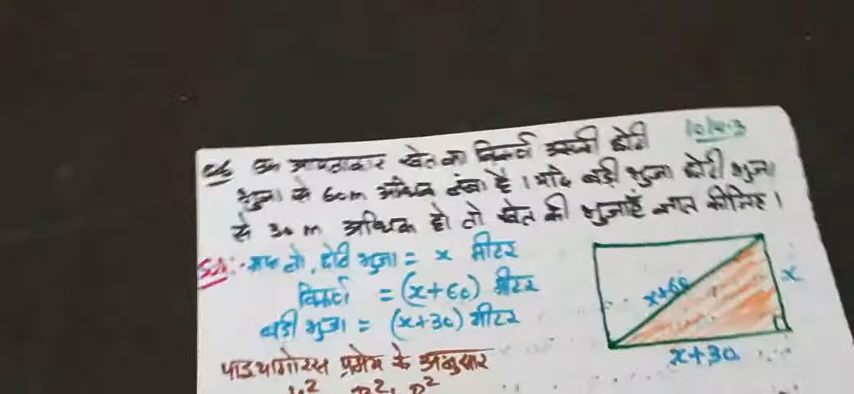 Q6 एक आयताकार खेत का विकर्ण उसकी छोटी 10/4.3
भुजा से 60m अधिक लंबा है। यदि बड़ी भुजा छोटी भुजा
से 30 m अधिक हो तो खेत की भुजाएँ ज्ञात कीजिए।
Sol:- मान लो, छोटी भुजा = x मीटर
विकर्ण = (x+60) मीटर
बड़ी भुजा = (x+30) मीटर
x+60
x
x+30
पाइथागोरस प्रमेय के अनुसार